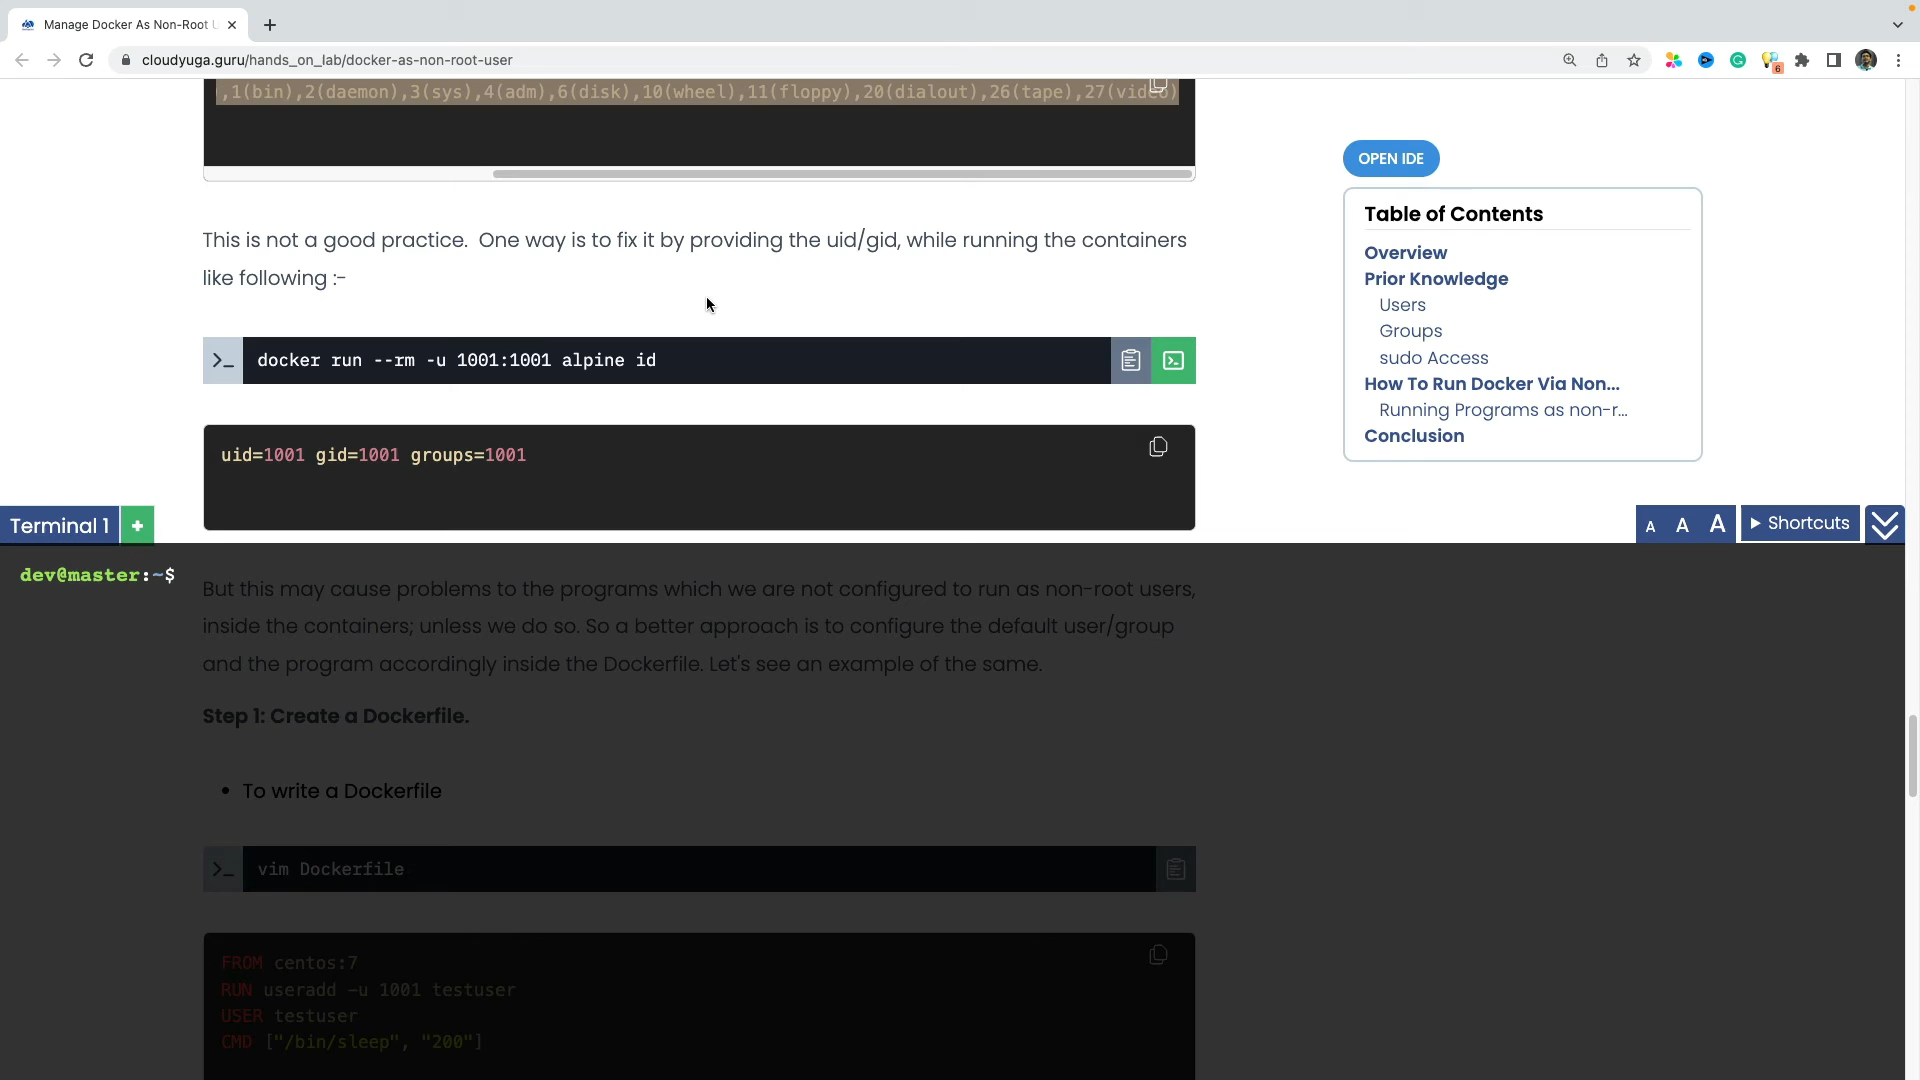 Manage Docker As Non-Root U
cloudyuga.guru/hands_on_lab/docker-as-non-root-user
6
,1(bin),2(daemon),3(sys),4(adm),6(disk),10(wheel),11(floppy),20(dialout),26(tape),27(video)
This is not a good practice.  One way is to fix it by providing the uid/gid, while running the containers
like following :-
>_ docker run --rm -u 1001:1001 alpine id
uid=1001 gid=1001 groups=1001
OPEN IDE
Table of Contents
Overview
Prior Knowledge
Users
Groups
sudo Access
How To Run Docker Via Non...
Running Programs as non-r...
Conclusion
Terminal 1 +
A A A Shortcuts
dev@master:~$
But this may cause problems to the programs which we are not configured to run as non-root users,
inside the containers; unless we do so. So a better approach is to configure the default user/group
and the program accordingly inside the Dockerfile. Let's see an example of the same.
Step 1: Create a Dockerfile.
• To write a Dockerfile
>_ vim Dockerfile
FROM centos:7
RUN useradd -u 1001 testuser
USER testuser
CMD ["/bin/sleep", "200"]